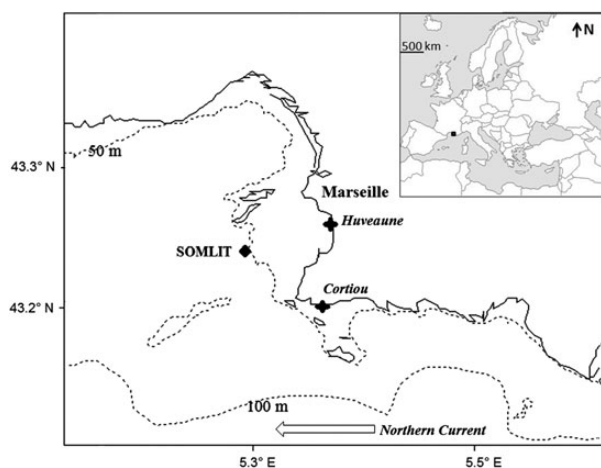 N
500 km
50 m
43.3°
Marseille
Huveaune
SOMLIT
Cortiou
43.2°
100 m
Northern Current
5.3° E
5.5° E